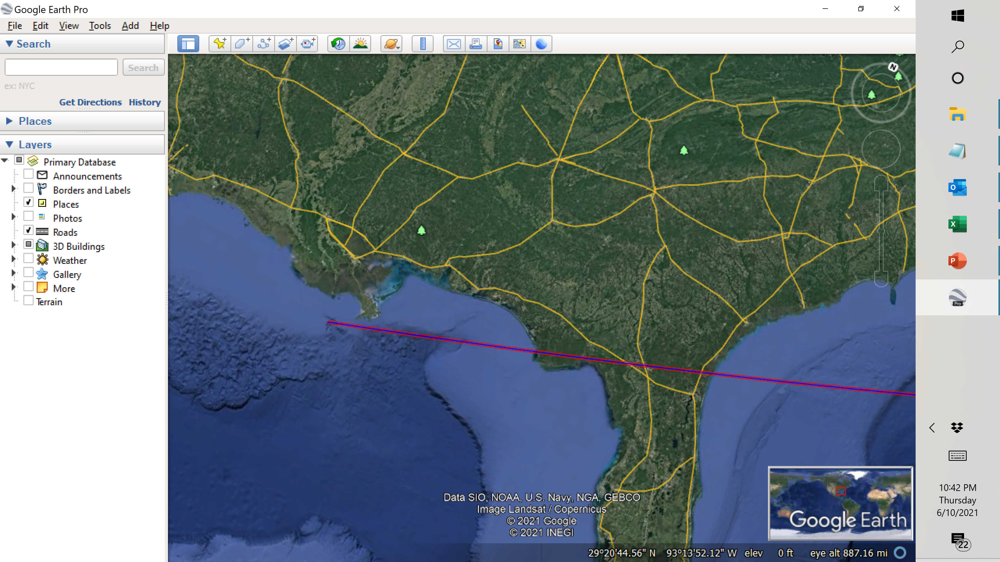 Google Earth Pro
File Edit View Tools Add Help
Search
Search
ex: NYC
Get Directions History
Places
Layers
Primary Database
Announcements
Borders and Labels
Places
Photos
Roads
3D Buildings
Weather
Gallery
More
Terrain
N
Data SIO, NOAA, U.S. Navy, NGA, GEBCO
Image Landsat / Copernicus
© 2021 Google
© 2021 INEGI
Google Earth
29°20'44.56" N 93°13'52.12" W elev 0 ft eye alt 887.16 mi
O
X
P
Pro
10:42 PM
Thursday
6/10/2021
22